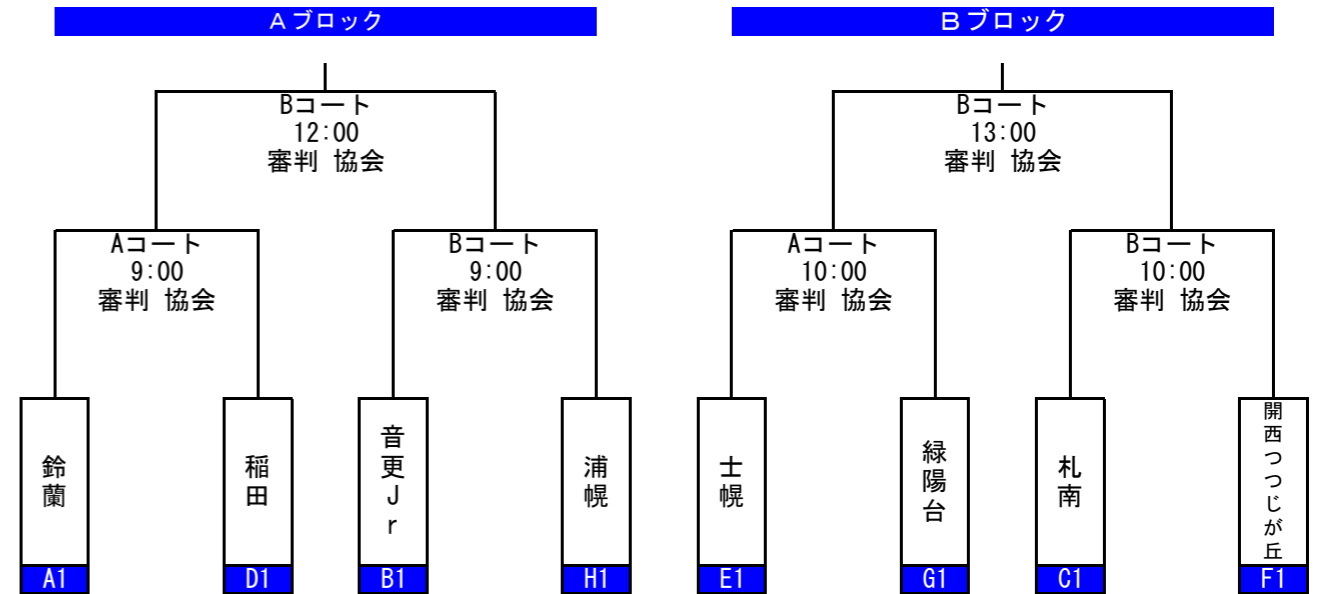 Aブロック
Bコート
12:00
審判 協会
Aコート
9:00
審判 協会
Bコート
9:00
審判 協会
鈴蘭
A1
稲田
D1
音更Jr
B1
浦幌
H1
Bブロック
Bコート
13:00
審判 協会
Aコート
10:00
審判 協会
Bコート
10:00
審判 協会
士幌
E1
緑陽台
G1
札南
C1
開西つつじが丘
F1